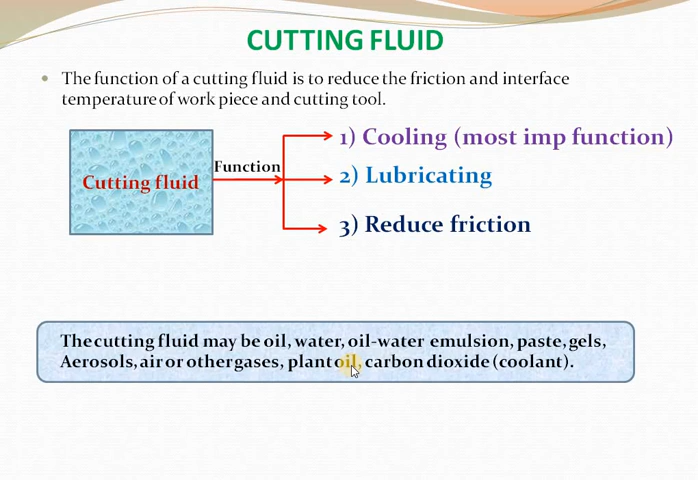 CUTTING FLUID
The function of a cutting fluid is to reduce the friction and interface
temperature of work piece and cutting tool.
Cutting fluid
Function
1) Cooling (most imp function)
2) Lubricating
3) Reduce friction
The cutting fluid may be oil, water, oil-water emulsion, paste, gels,
Aerosols, air or other gases, plant oil, carbon dioxide (coolant).